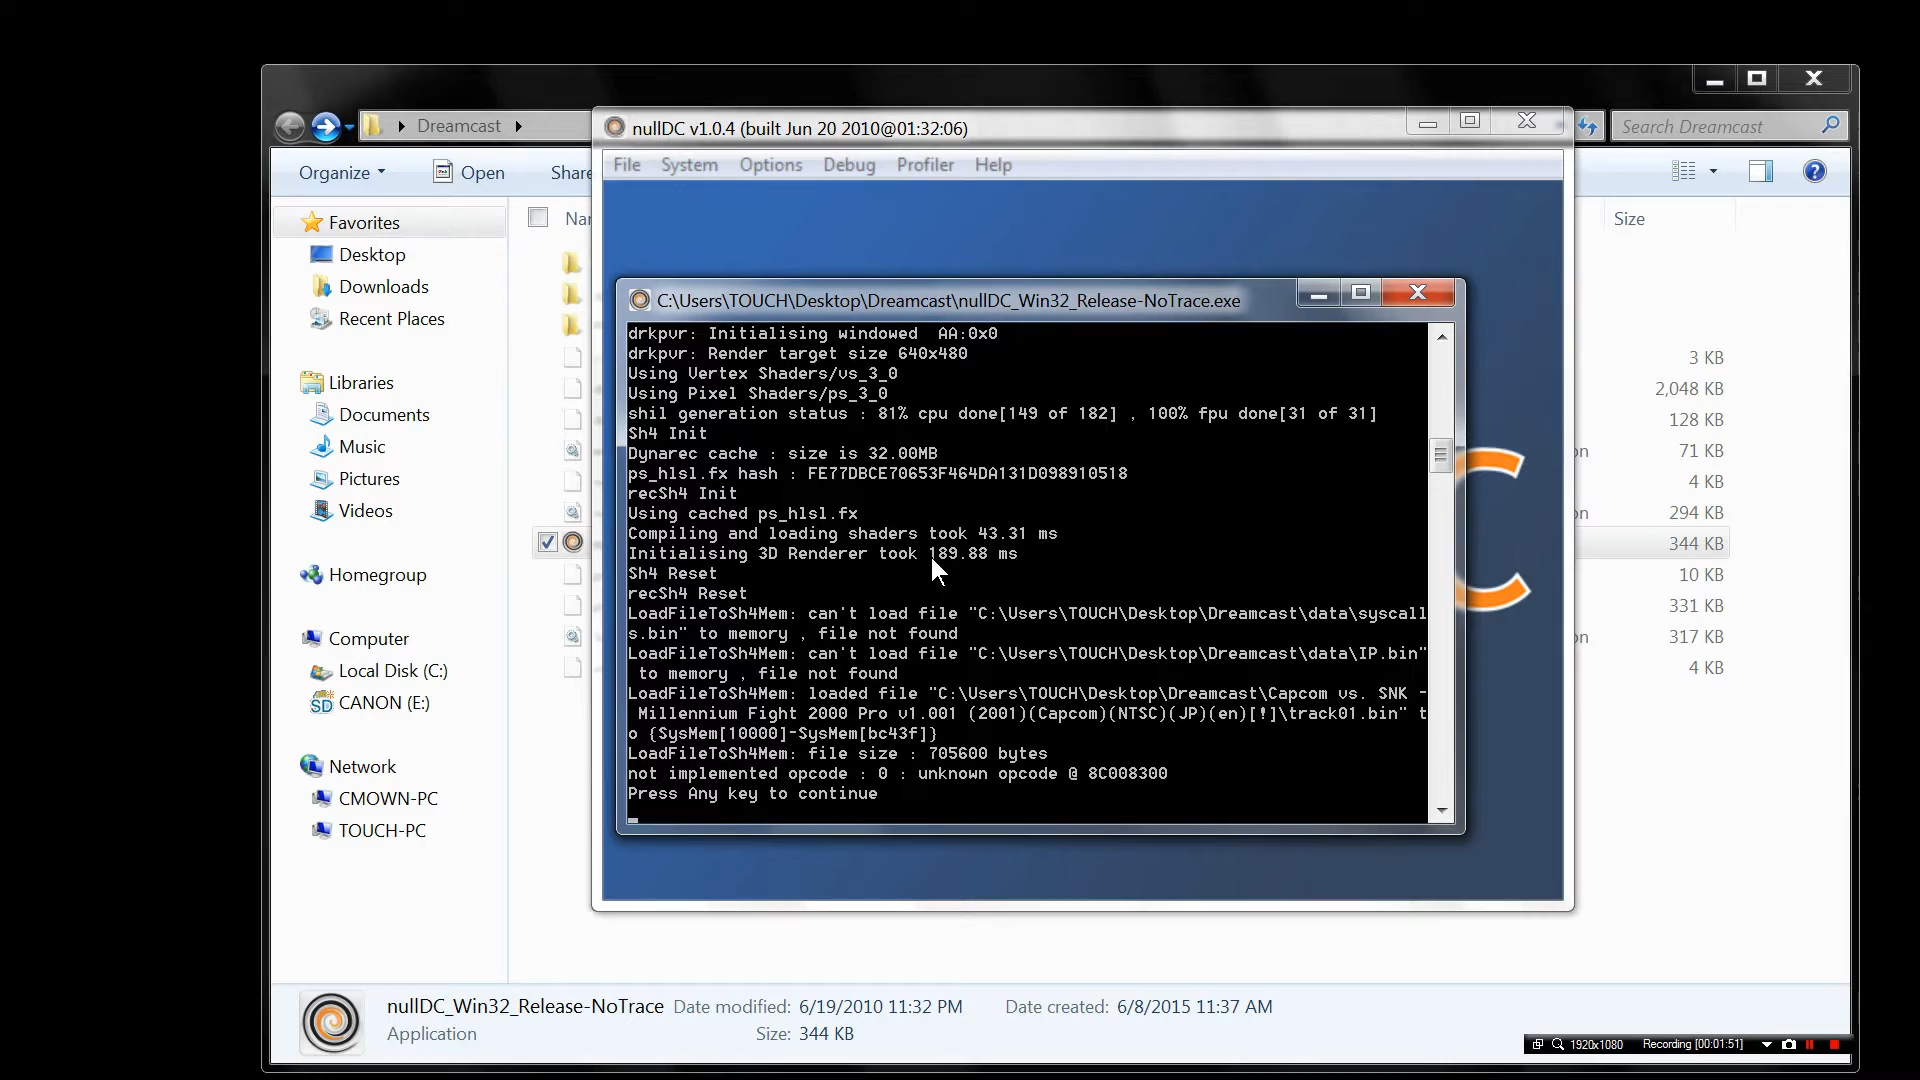 Dreamcast
Search Dreamcast
nullDC v1.0.4 (built Jun 20 2010@01:32:06)
File System Options Debug Profiler Help
Organize Open Share
Favorites
Desktop
Downloads
Recent Places
Libraries
Documents
Music
Pictures
Videos
Homegroup
Computer
Local Disk (C:)
CANON (E:)
Network
CMOWN-PC
TOUCH-PC
Nar
C:\Users\TOUCH\Desktop\Dreamcast\nullDC_Win32_Release-NoTrace.exe
drkpvr: Initialising windowed AA:0x0
drkpvr: Render target size 640x480
Using Vertex Shaders/vs_3_0
Using Pixel Shaders/ps_3_0
shil generation status : 81% cpu done[149 of 182] , 100% fpu done[31 of 31]
Sh4 Init
Dynarec cache : size is 32.00MB
ps_hlsl.fx hash : FE77DBCE70653F464DA131D098910518
recSh4 Init
Using cached ps_hlsl.fx
Compiling and loading shaders took 43.31 ms
Initialising 3D Renderer took 189.88 ms
Sh4 Reset
recSh4 Reset
LoadFileToSh4Mem: can't load file "C:\Users\TOUCH\Desktop\Dreamcast\data\syscall
s.bin" to memory , file not found
LoadFileToSh4Mem: can't load file "C:\Users\TOUCH\Desktop\Dreamcast\data\IP.bin"
to memory , file not found
LoadFileToSh4Mem: loaded file "C:\Users\TOUCH\Desktop\Dreamcast\Capcom vs. SNK -
Millennium Fight 2000 Pro v1.001 (2001)(Capcom)(NTSC)(JP)(en)[!]\track01.bin" t
o {SysMem[10000]-SysMem[bc43f]}
LoadFileToSh4Mem: file size : 705600 bytes
not implemented opcode : 0 : unknown opcode @ 8C008300
Press Any key to continue
C
Size
3 KB
2,048 KB
128 KB
on 71 KB
4 KB
on 294 KB
344 KB
10 KB
on 331 KB
on 317 KB
4 KB
nullDC_Win32_Release-NoTrace Date modified: 6/19/2010 11:32 PM Date created: 6/8/2015 11:37 AM
Application Size: 344 KB
1920x1080 Recording [00:01:51]